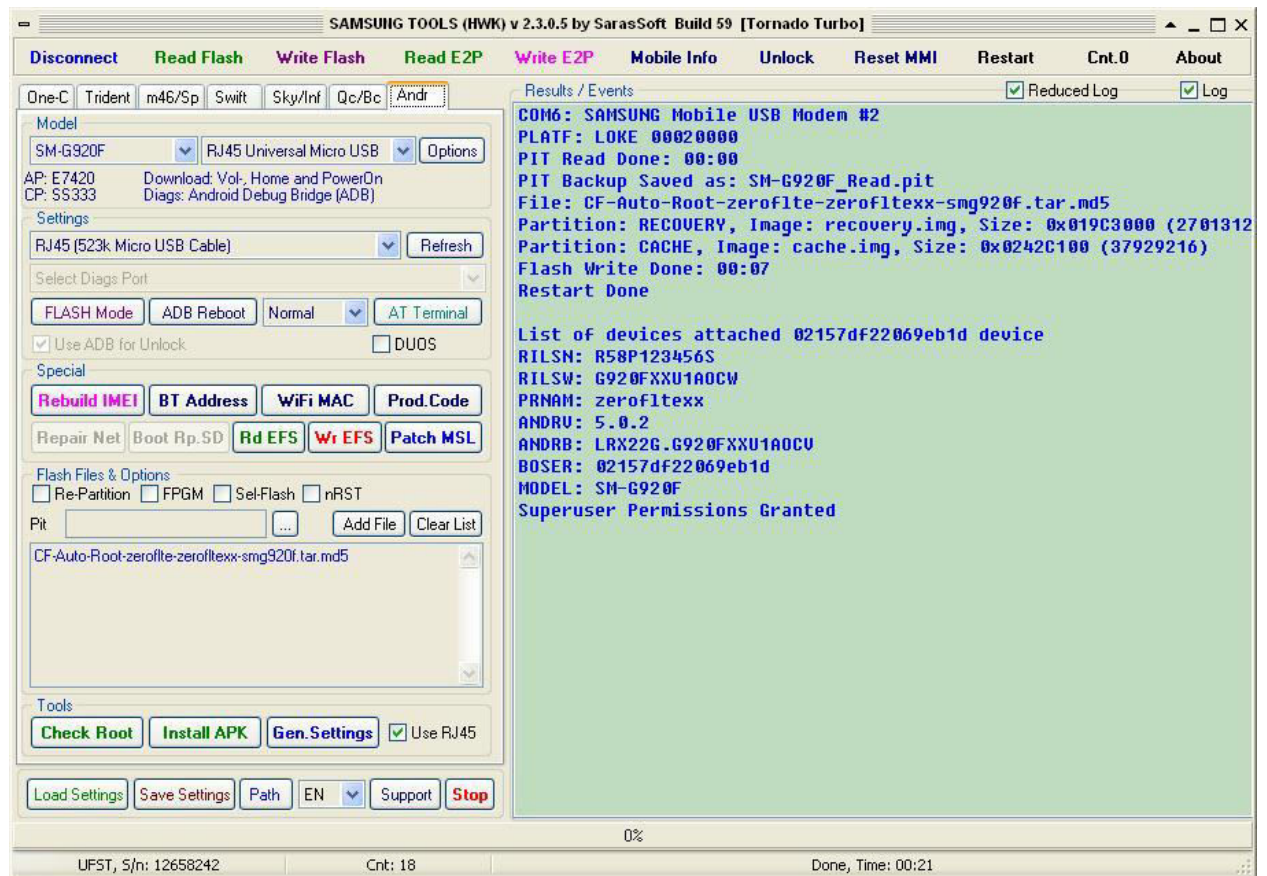 SAMSUNG TOOLS (HWK) v 2.3.0.5 by SarasSoft Build 59 [Tornado Turbo]
Disconnect Read Flash Write Flash Read E2P Write E2P Mobile Info Unlock Reset MMI Restart Cnt.0 About
One-C Trident m46/Sp Swift Sky/Inf Qc/Bc Andr
Model
SM-G920F RJ45 Universal Micro USB Options
AP: E7420 Download: Vol-, Home and PowerOn
CP: SS333 Diags: Android Debug Bridge (ADB)
Settings
RJ45 (523k Micro USB Cable) Refresh
Select Diags Port
FLASH Mode ADB Reboot Normal AT Terminal
Use ADB for Unlock DUOS
Special
Rebuild IMEI BT Address WiFi MAC Prod.Code
Repair Net Boot Rp.SD Rd EFS Wr EFS Patch MSL
Flash Files & Options
Re-Partition FPGM Sel-Flash nRST
Pit ... Add File Clear List
CF-Auto-Root-zeroflte-zerofltexx-smg920f.tar.md5
Tools
Check Root Install APK Gen.Settings Use RJ45
Load Settings Save Settings Path EN Support Stop
Results / Events Reduced Log Log
COM6: SAMSUNG Mobile USB Modem #2
PLATF: LOKE 00020000
PIT Read Done: 00:00
PIT Backup Saved as: SM-G920F_Read.pit
File: CF-Auto-Root-zeroflte-zerofltexx-smg920f.tar.md5
Partition: RECOVERY, Image: recovery.img, Size: 0x019C3000 (2701312
Partition: CACHE, Image: cache.img, Size: 0x0242C100 (37929216)
Flash Write Done: 00:07
Restart Done
List of devices attached 02157df22069eb1d device
RILSN: R58P123456S
RILSW: G920FXXU1AOCW
PRNAM: zerofltexx
ANDRV: 5.0.2
ANDRB: LRX22G.G920FXXU1AOCV
BOSER: 02157df22069eb1d
MODEL: SM-G920F
Superuser Permissions Granted
0%
UFST, S/n: 12658242 Cnt: 18 Done, Time: 00:21